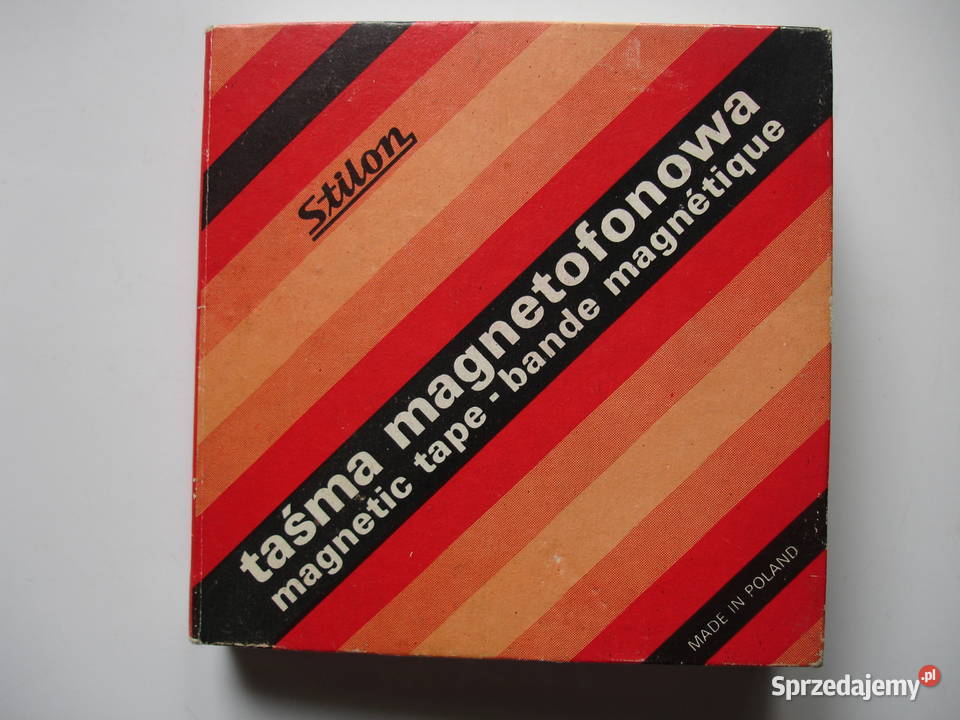 Stilon
taśma magnetofonowa
magnetic tape - bande magnétique
MADE IN POLAND
Sprzedajemy.pl